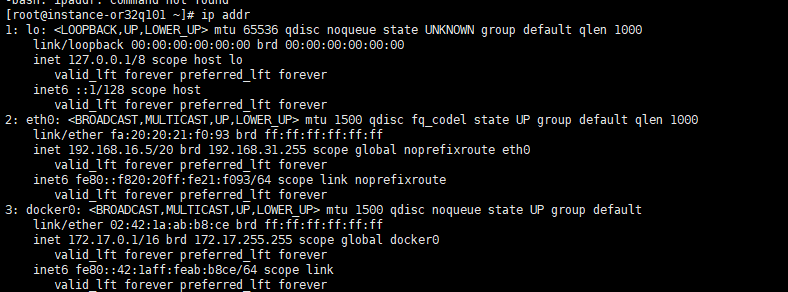 -bash: ipaddr: command not found
[root@instance-or32q101 ~]# ip addr
1: lo: <LOOPBACK,UP,LOWER_UP> mtu 65536 qdisc noqueue state UNKNOWN group default qlen 1000
    link/loopback 00:00:00:00:00:00 brd 00:00:00:00:00:00
    inet 127.0.0.1/8 scope host lo
       valid_lft forever preferred_lft forever
    inet6 ::1/128 scope host
       valid_lft forever preferred_lft forever
2: eth0: <BROADCAST,MULTICAST,UP,LOWER_UP> mtu 1500 qdisc fq_codel state UP group default qlen 1000
    link/ether fa:20:20:21:f0:93 brd ff:ff:ff:ff:ff:ff
    inet 192.168.16.5/20 brd 192.168.31.255 scope global noprefixroute eth0
       valid_lft forever preferred_lft forever
    inet6 fe80::f820:20ff:fe21:f093/64 scope link noprefixroute
       valid_lft forever preferred_lft forever
3: docker0: <BROADCAST,MULTICAST,UP,LOWER_UP> mtu 1500 qdisc noqueue state UP group default
    link/ether 02:42:1a:ab:b8:ce brd ff:ff:ff:ff:ff:ff
    inet 172.17.0.1/16 brd 172.17.255.255 scope global docker0
       valid_lft forever preferred_lft forever
    inet6 fe80::42:1aff:feab:b8ce/64 scope link
       valid_lft forever preferred_lft forever